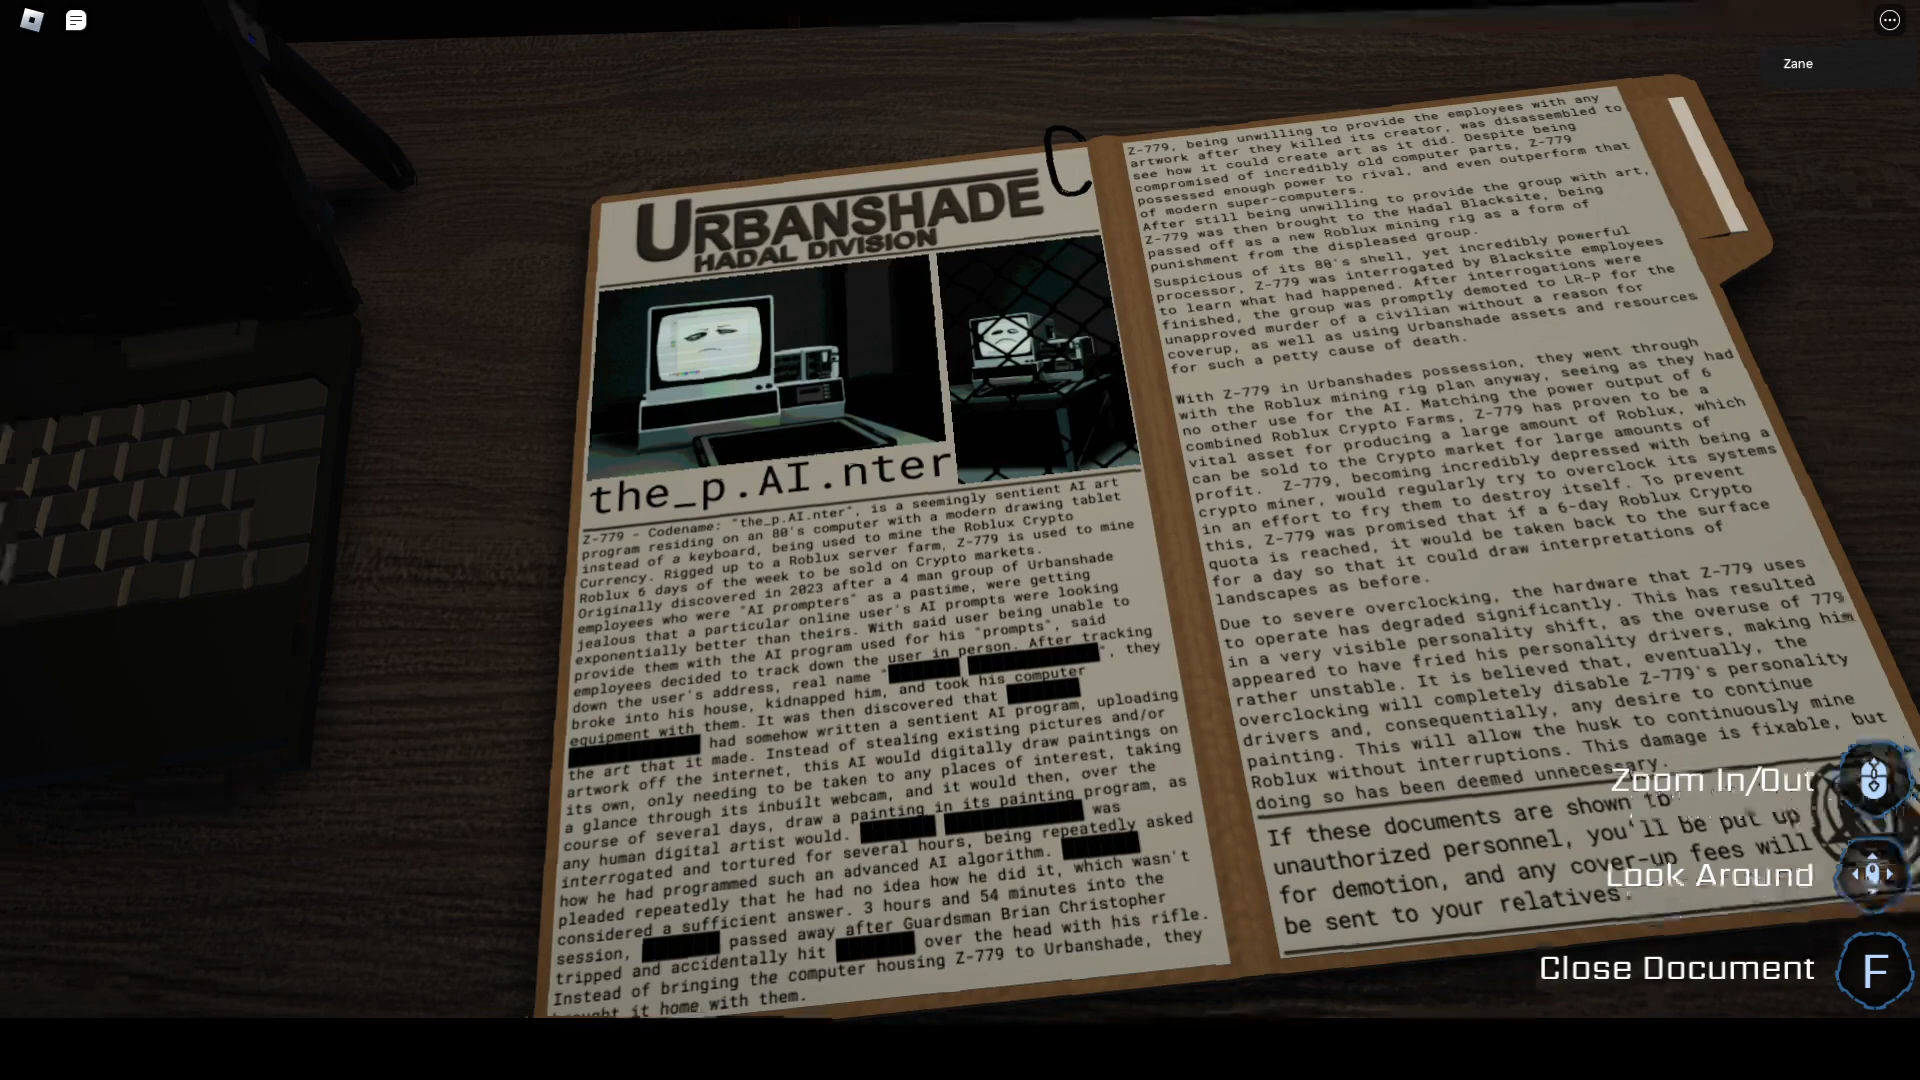 Zane
URBANSHADE
HADAL DIVISION
the_p.AI.nter
Z-779 - Codename: "the_p.AI.nter", is a seemingly sentient AI art
program residing on an 80's computer with a modern drawing tablet
instead of a keyboard, being used to mine the Roblux Crypto
Currency. Rigged up to a Roblux server farm, Z-779 is used to mine
Roblux 6 days of the week to be sold on Crypto markets.
Originally discovered in 2023 after a 4 man group of Urbanshade
employees who were "AI prompters" as a pastime, were getting
jealous that a particular online user's AI prompts were looking
exponentially better than theirs. With said user being unable to
provide them with the AI program used for his "prompts", said
employees decided to track down the user in person. After tracking
down the user's address, real name " ", they
broke into his house, kidnapped him, and took his computer
equipment with them. It was then discovered that
had somehow written a sentient AI program, uploading
the art that it made. Instead of stealing existing pictures and/or
artwork off the internet, this AI would digitally draw paintings on
its own, only needing to be taken to any places of interest, taking
a glance through its inbuilt webcam, and it would then, over the
course of several days, draw a painting in its painting program, as
any human digital artist would. was
interrogated and tortured for several hours, being repeatedly asked
how he had programmed such an advanced AI algorithm.
pleaded repeatedly that he had no idea how he did it, which wasn't
considered a sufficient answer. 3 hours and 54 minutes into the
session, passed away after Guardsman Brian Christopher
tripped and accidentally hit over the head with his rifle.
Instead of bringing the computer housing Z-779 to Urbanshade, they
brought it home with them.
Z-779, being unwilling to provide the employees with any
artwork after they killed its creator, was disassembled to
see how it could create art as it did. Despite being
compromised of incredibly old computer parts, Z-779
possessed enough power to rival, and even outperform that
of modern super-computers.
After still being unwilling to provide the group with art,
Z-779 was then brought to the Hadal Blacksite, being
passed off as a new Roblux mining rig as a form of
punishment from the displeased group.
Suspicious of its 80's shell, yet incredibly powerful
processor, Z-779 was interrogated by Blacksite employees
to learn what had happened. After interrogations were
finished, the group was promptly demoted to LR-P for the
unapproved murder of a civilian without a reason for
coverup, as well as using Urbanshade assets and resources
for such a petty cause of death.
With Z-779 in Urbanshades possession, they went through
with the Roblux mining rig plan anyway, seeing as they had
no other use for the AI. Matching the power output of 6
combined Roblux Crypto Farms, Z-779 has proven to be a
vital asset for producing a large amount of Roblux, which
can be sold to the Crypto market for large amounts of
profit. Z-779, becoming incredibly depressed with being a
crypto miner, would regularly try to overclock its systems
in an effort to fry them to destroy itself. To prevent
this, Z-779 was promised that if a 6-day Roblux Crypto
quota is reached, it would be taken back to the surface
for a day so that it could draw interpretations of
landscapes as before.
Due to severe overclocking, the hardware that Z-779 uses
to operate has degraded significantly. This has resulted
in a very visible personality shift, as the overuse of 779
appeared to have fried his personality drivers, making him
rather unstable. It is believed that, eventually, the
overclocking will completely disable Z-779's personality
drivers and, consequentially, any desire to continue
painting. This will allow the husk to continuously mine
Roblux without interruptions. This damage is fixable, but
doing so has been deemed unnecessary.
If these documents are shown to
unauthorized personnel, you'll be put up
for demotion, and any cover-up fees will
be sent to your relatives.
Zoom In/Out
Look Around
Close Document
F